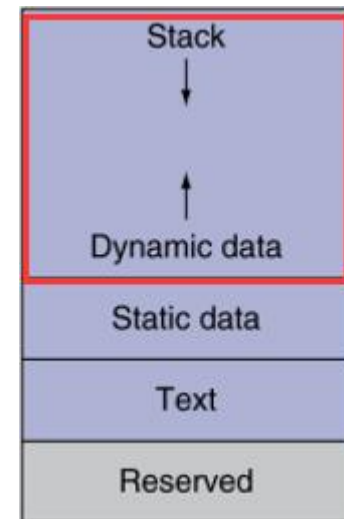 Stack
Dynamic data
Static data
Text
Reserved